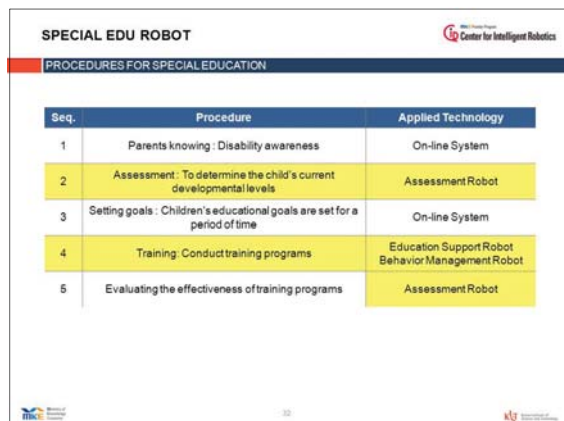 SPECIAL EDU ROBOT
Center for Intelligent Robotics
PROCEDURES FOR SPECIAL EDUCATION
Seq. Procedure Applied Technology
1 Parents knowing : Disability awareness On-line System
2 Assessment : To determine the child's current
developmental levels Assessment Robot
3 Setting goals : Children's educational goals are set for a
period of time On-line System
4 Training: Conduct training programs Education Support Robot
Behavior Management Robot
5 Evaluating the effectiveness of training programs Assessment Robot
MKE
32